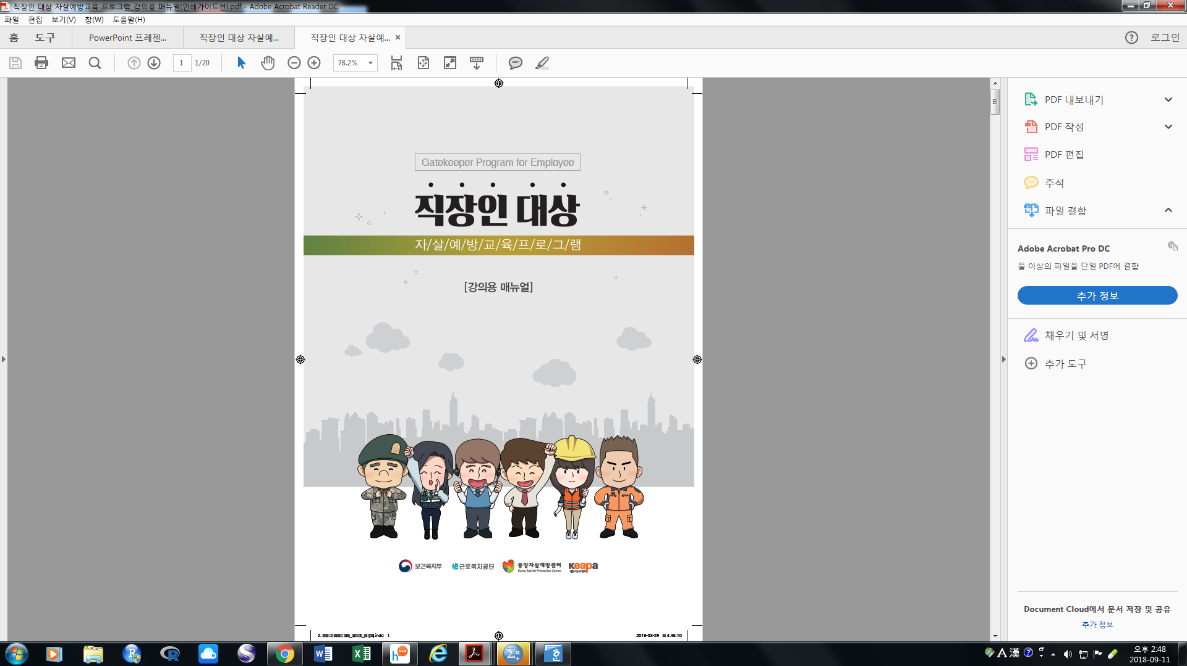 직장인 대상 자살예방교육 프로그램_강의용 매뉴얼(인쇄가이드선).pdf - Adobe Acrobat Reader DC
파일 편집 보기(V) 창(W) 도움말(H)
홈 도구 PowerPoint 프레젠... 직장인 대상 자살예... 직장인 대상 자살예... × 로그인
1 /20 78.2%
Gatekeeper Program for Employee
직장인 대상
자/살/예/방/교/육/프/로/그/램
[강의용 매뉴얼]
보건복지부 근로복지공단 중앙자살예방센터 keapa
PDF 내보내기
PDF 작성
PDF 편집
주석
파일 결합
Adobe Acrobat Pro DC
둘 이상의 파일을 단일 PDF에 결합
추가 정보
채우기 및 서명
추가 도구
Document Cloud에서 문서 저장 및 공유
추가 정보
A 漢
오후 2:48
2018-09-11